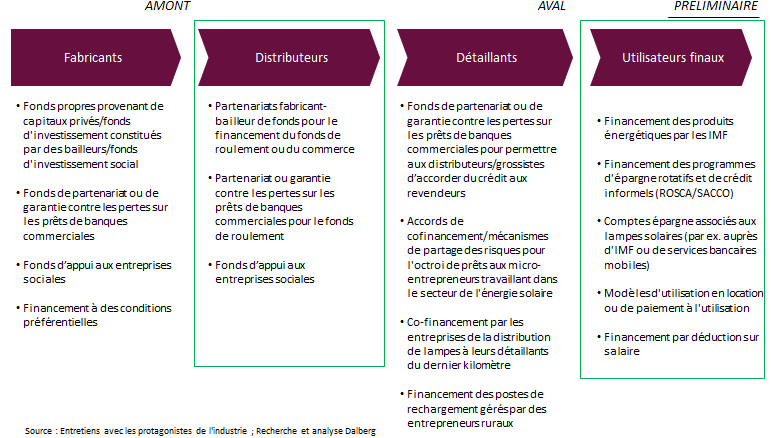 AMONT
AVAL
PRELIMINAIRE
Fabricants
• Fonds propres provenant de
capitaux privés/fonds
d'investissement constitués
par des bailleurs/fonds
d'investissement social
• Fonds de partenariat ou de
garantie contre les pertes sur
les prêts de banques
commerciales
• Fonds d'appui aux entreprises
sociales
• Financement à des conditions
préférentielles
Distributeurs
• Partenariats fabricant-
bailleur de fonds pour le
financement du fonds de
roulement ou du commerce
• Partenariat ou garantie
contre les pertes sur les
prêts de banques
commerciales pour le fonds
de roulement
• Fonds d'appui aux
entreprises sociales
Détaillants
• Fonds de partenariat ou de
garantie contre les pertes sur
les prêts de banques
commerciales pour permettre
aux distributeurs/grossistes
d'accorder du crédit aux
revendeurs
• Accords de
cofinancement/mécanismes
de partage des risques pour
l'octroi de prêts aux micro-
entrepreneurs travaillant dans
le secteur de l'énergie solaire
• Co-financement par les
entreprises de la distribution
de lampes à leurs détaillants
du dernier kilomètre
• Financement des postes de
rechargement gérés par des
entrepreneurs ruraux
Utilisateurs finaux
• Financement des produits
énergétiques par les IMF
• Financement des programmes
d'épargne rotatifs et de crédit
informels (ROSCA/SACCO)
• Comptes épargne associés aux
lampes solaires (par ex. auprès
d'IMF ou de services bancaires
mobiles)
• Modèles d'utilisation en location
ou de paiement à l'utilisation
• Financement par déduction sur
salaire
Source : Entretiens avec les protagonistes de l'industrie ; Recherche et analyse Dalberg